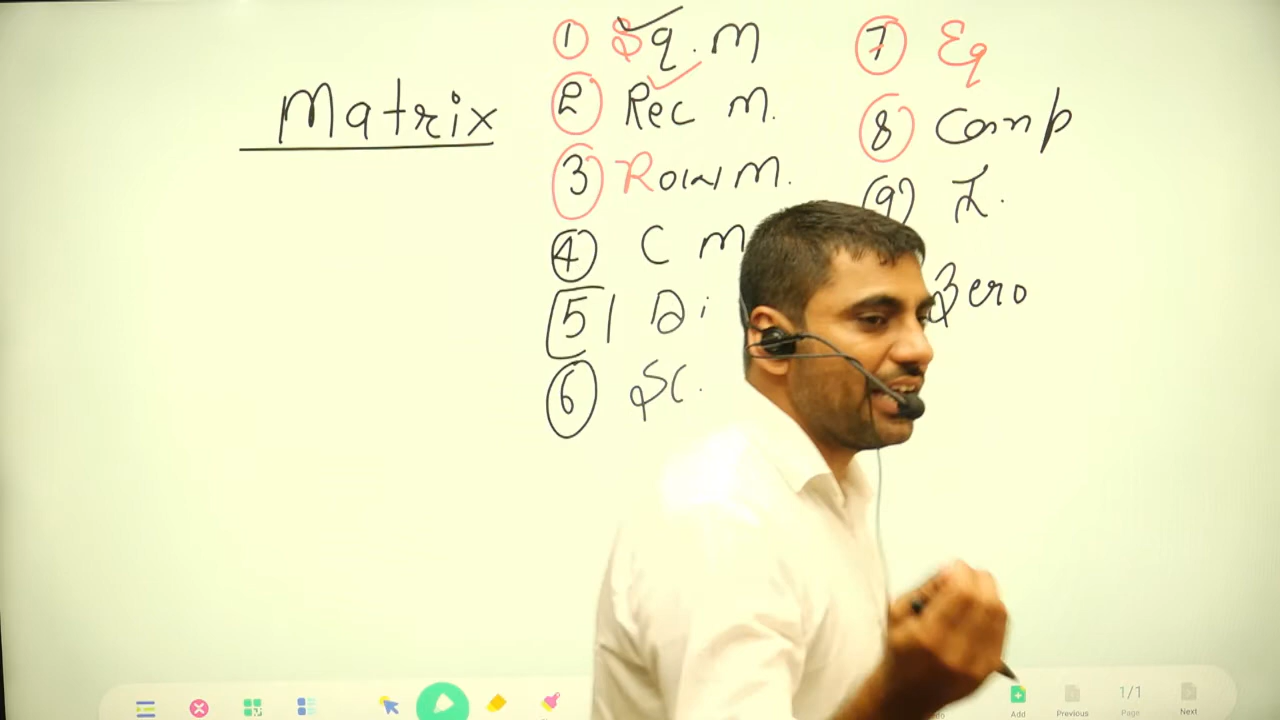 Matrix
① Sq. M
② Rec M.
③ Row M.
④ C M
5 Di
⑥ Sc.
⑦ Eq
⑧ Comp
⑨ I.
Zero
Add
Previous
1/1
Page
Next